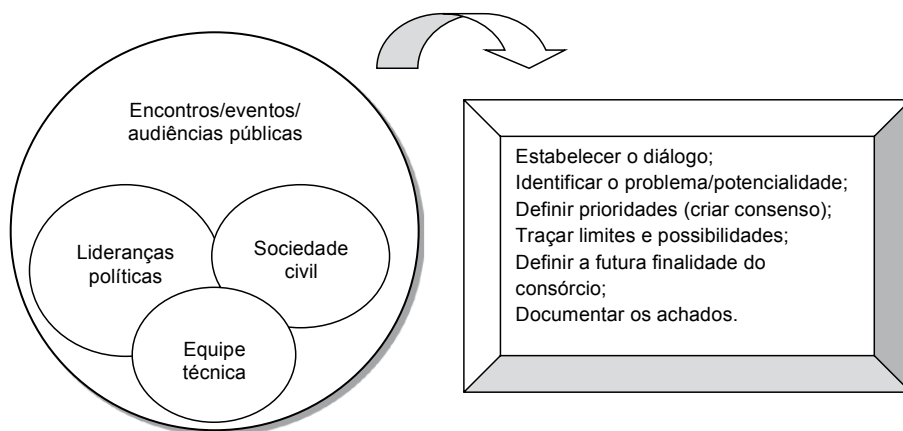 Encontros/eventos/
audiências públicas
Lideranças
políticas
Sociedade
civil
Equipe
técnica
Estabelecer o diálogo;
Identificar o problema/potencialidade;
Definir prioridades (criar consenso);
Traçar limites e possibilidades;
Definir a futura finalidade do
consórcio;
Documentar os achados.